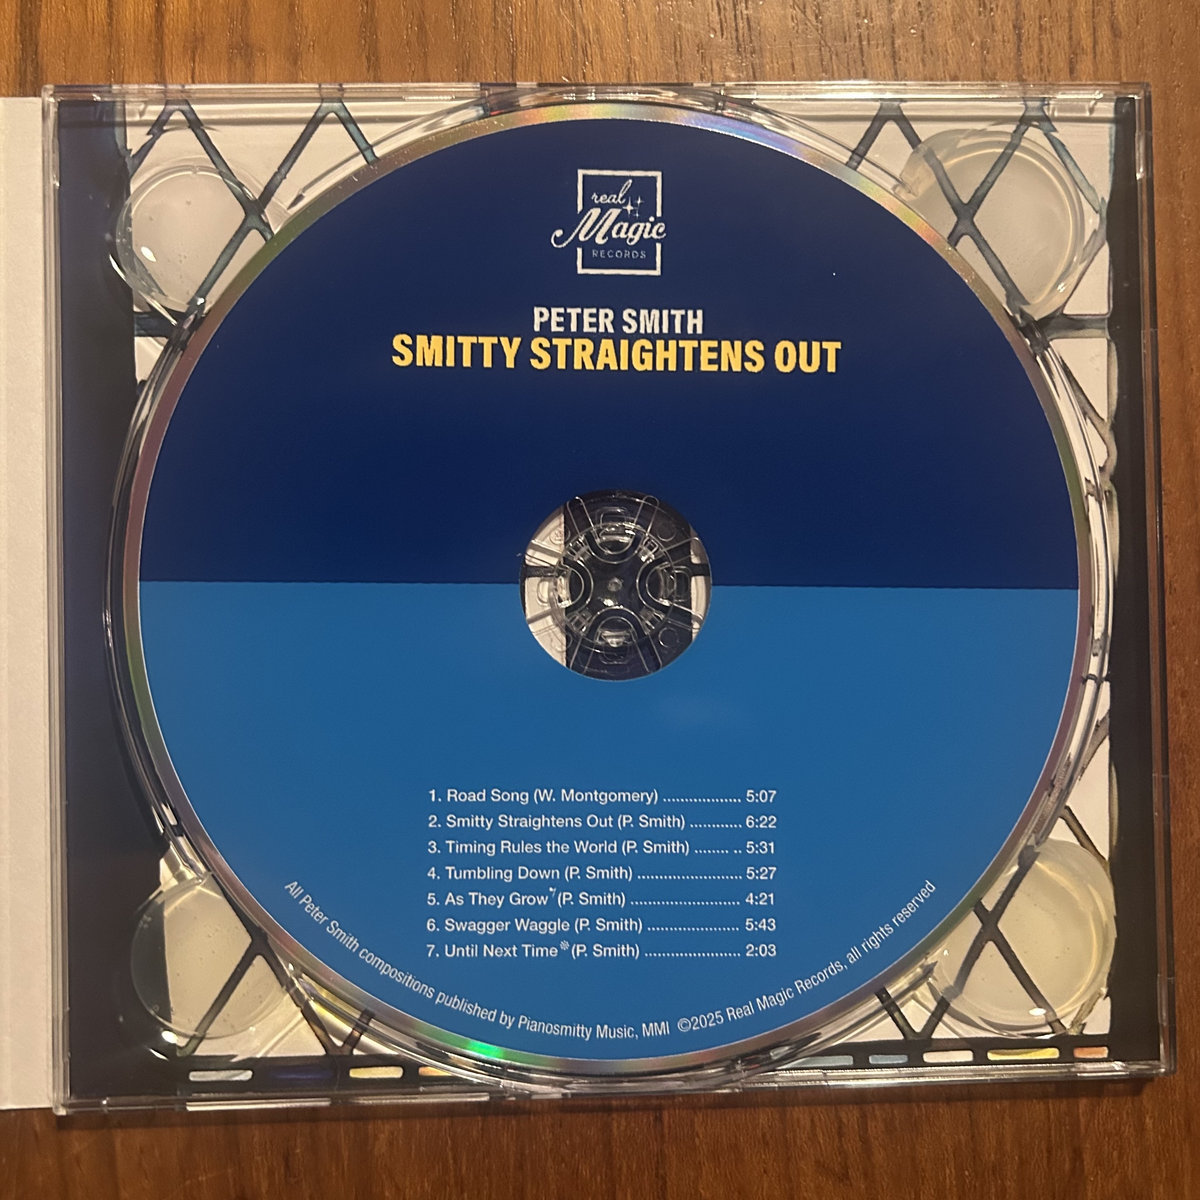 real
Magic
RECORDS
PETER SMITH
SMITTY STRAIGHTENS OUT
1. Road Song (W. Montgomery) .................. 5:07
2. Smitty Straightens Out (P. Smith) ............ 6:22
3. Timing Rules the World (P. Smith) ........ .. 5:31
4. Tumbling Down (P. Smith) ........................ 5:27
5. As They Grow (P. Smith) ......................... 4:21
6. Swagger Waggle (P. Smith) ..................... 5:43
7. Until Next Time* (P. Smith) ...................... 2:03
All Peter Smith compositions published by Pianosmitty Music, MMI ©2025 Real Magic Records, all rights reserved